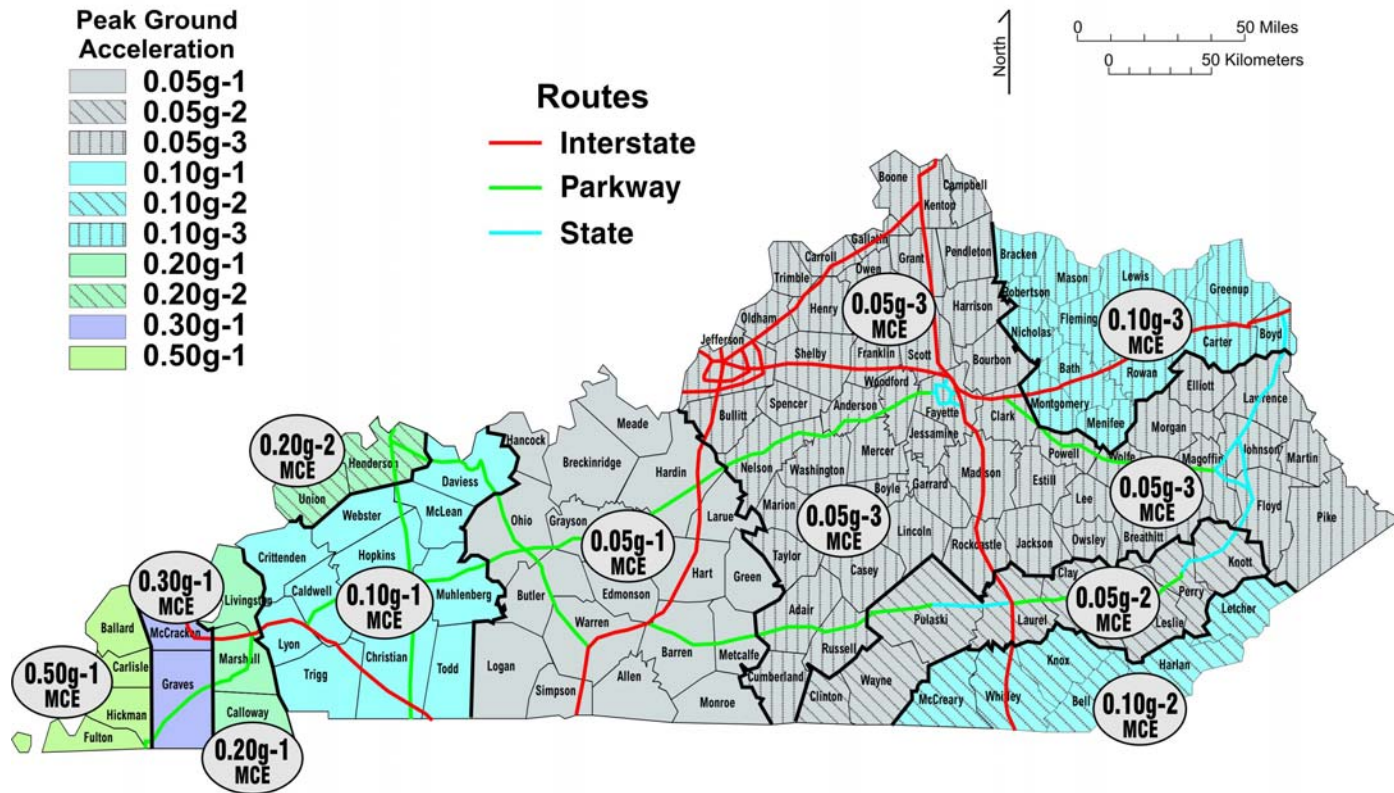 Peak Ground
Acceleration
0.05g-1
0.05g-2
0.05g-3
0.10g-1
0.10g-2
0.10g-3
0.20g-1
0.20g-2
0.30g-1
0.50g-1
Routes
Interstate
Parkway
State
North
0 50 Miles
0 50 Kilometers
Boone
Campbell
Kenton
Gallatin
Carroll
Owen
Grant
Pendleton
Trimble
Henry
Harrison
Oldham
Bracken
Mason
Lewis
Robertson
Greenup
Fleming
Nicholas
Boyd
Carter
Bath
Rowan
Montgomery
Menifee
0.05g-3
MCE
0.10g-3
MCE
Jefferson
Shelby
Franklin
Scott
Bourbon
Woodford
Spencer
Anderson
Fayette
Clark
Bullitt
Jessamine
Mercer
Nelson
Washington
Madison
Boyle
Garrard
Marion
Lincoln
Estill
Powell
Wolfe
Lee
Owsley
Jackson
Rockcastle
Taylor
Casey
Adair
Russell
Cumberland
Clinton
Wayne
Pulaski
0.05g-3
MCE
Elliott
Lawrence
Morgan
Magoffin
Johnson
Martin
Floyd
Pike
Breathitt
0.05g-3
MCE
Knott
Clay
Perry
Laurel
Leslie
0.05g-2
MCE
Letcher
Harlan
Knox
Bell
Whitley
McCreary
0.10g-2
MCE
Hancock
Meade
Breckinridge
Hardin
Ohio
Grayson
Larue
Hart
Green
Butler
Edmonson
Warren
Barren
Metcalfe
Logan
Simpson
Allen
Monroe
0.05g-1
MCE
0.20g-2
MCE
Henderson
Union
Daviess
McLean
Webster
Crittenden
Hopkins
Caldwell
Muhlenberg
Lyon
Trigg
Christian
Todd
0.10g-1
MCE
0.30g-1
MCE
Livingston
Ballard
McCracken
Carlisle
Marshall
Graves
Calloway
Hickman
Fulton
0.50g-1
MCE
0.20g-1
MCE